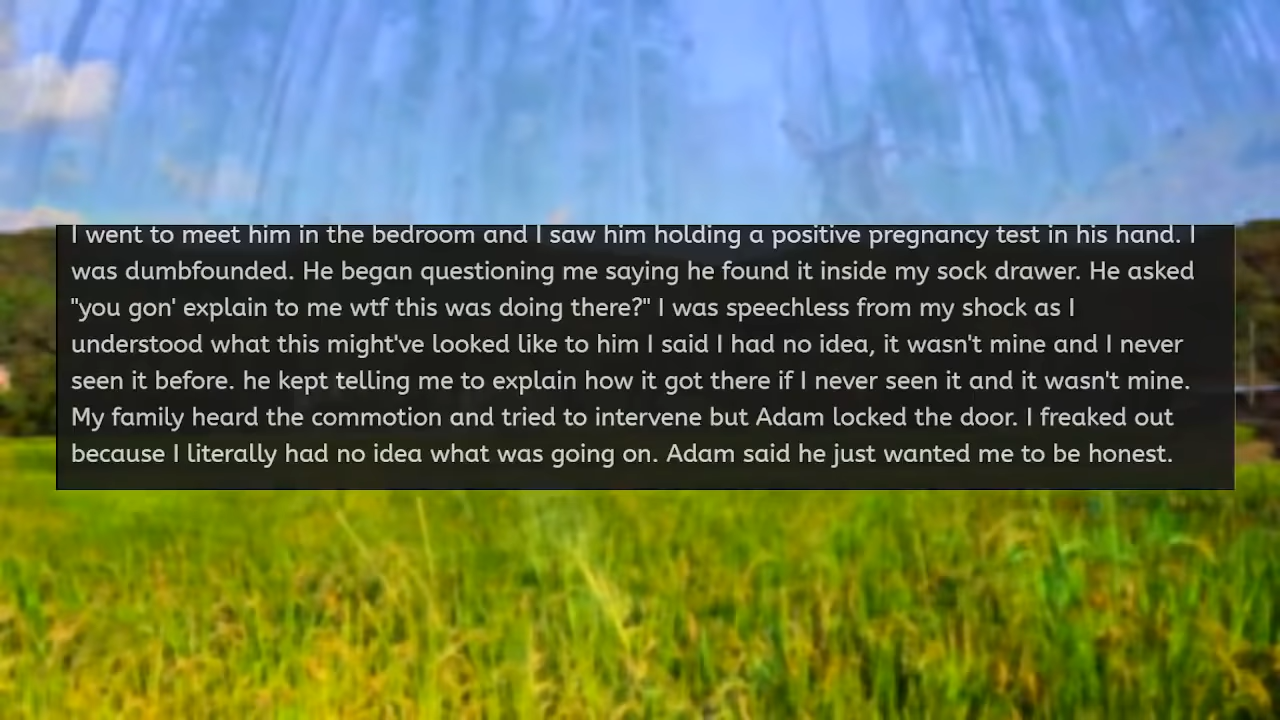 I went to meet him in the bedroom and I saw him holding a positive pregnancy test in his hand. I
was dumbfounded. He began questioning me saying he found it inside my sock drawer. He asked
"you gon' explain to me wtf this was doing there?" I was speechless from my shock as I
understood what this might've looked like to him I said I had no idea, it wasn't mine and I never
seen it before. he kept telling me to explain how it got there if I never seen it and it wasn't mine.
My family heard the commotion and tried to intervene but Adam locked the door. I freaked out
because I literally had no idea what was going on. Adam said he just wanted me to be honest.